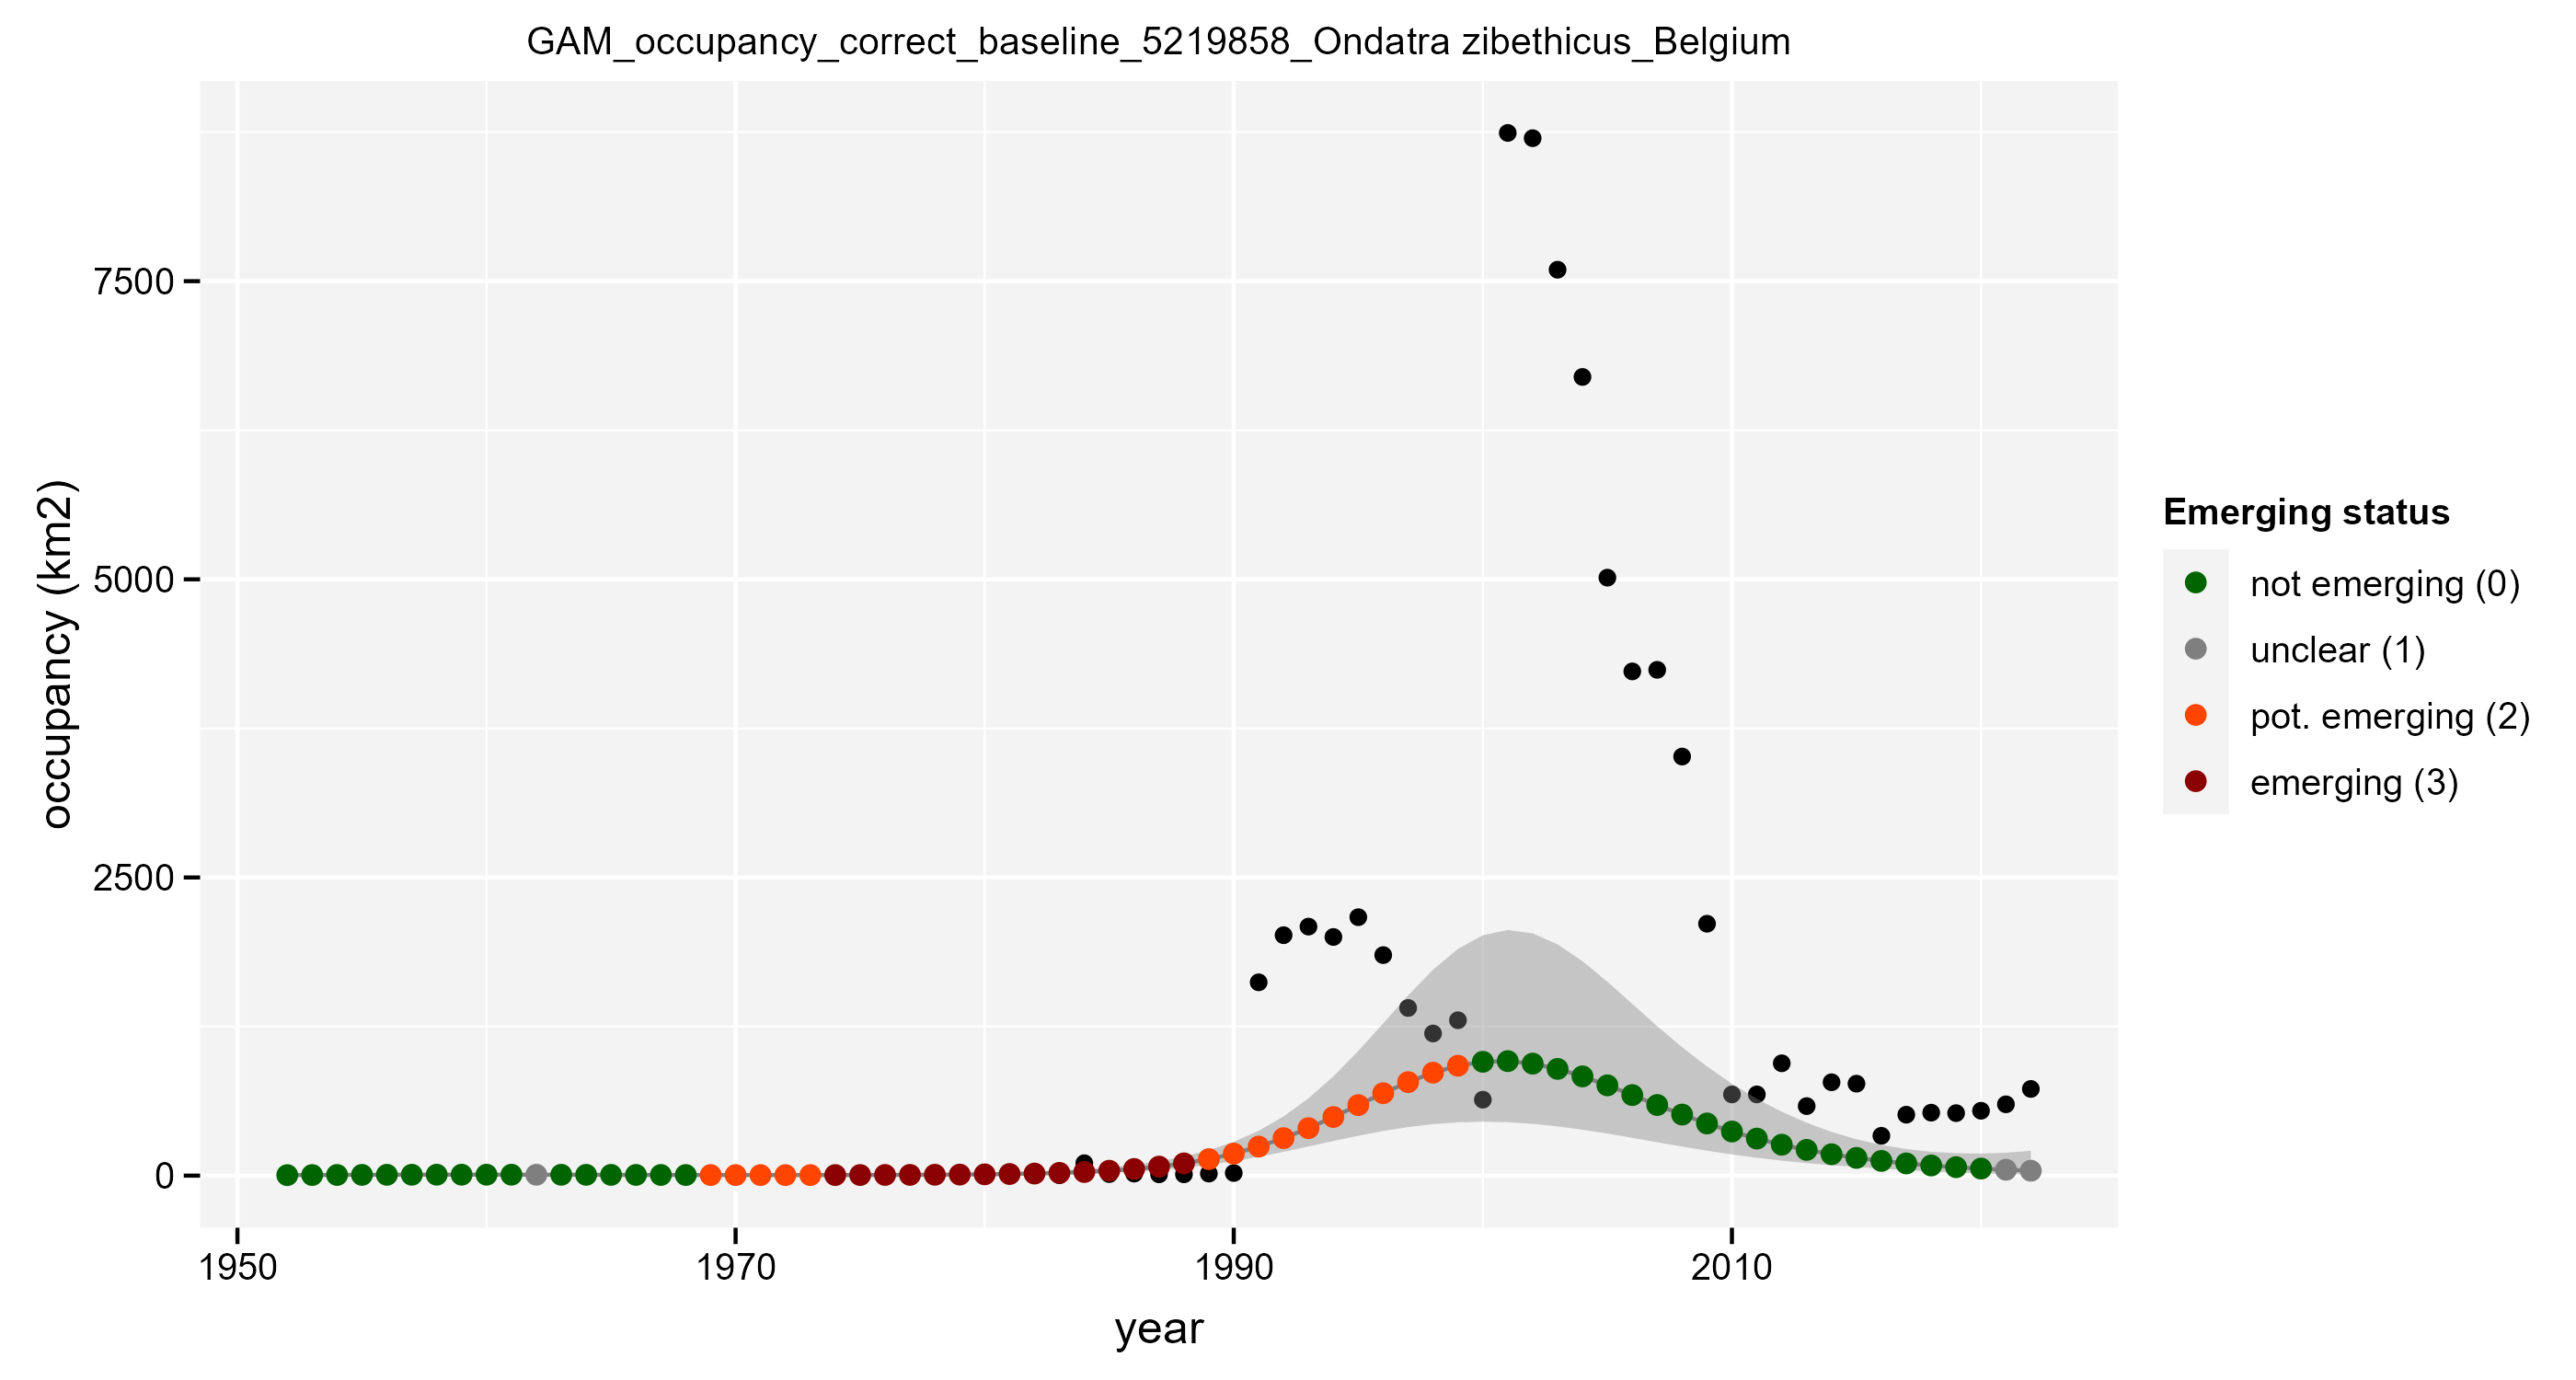 GAM_occupancy_correct_baseline_5219858_Ondatra zibethicus_Belgium
occupancy (km2)
7500
5000
2500
0
1950
1970
1990
2010
year
Emerging status
not emerging (0)
unclear (1)
pot. emerging (2)
emerging (3)